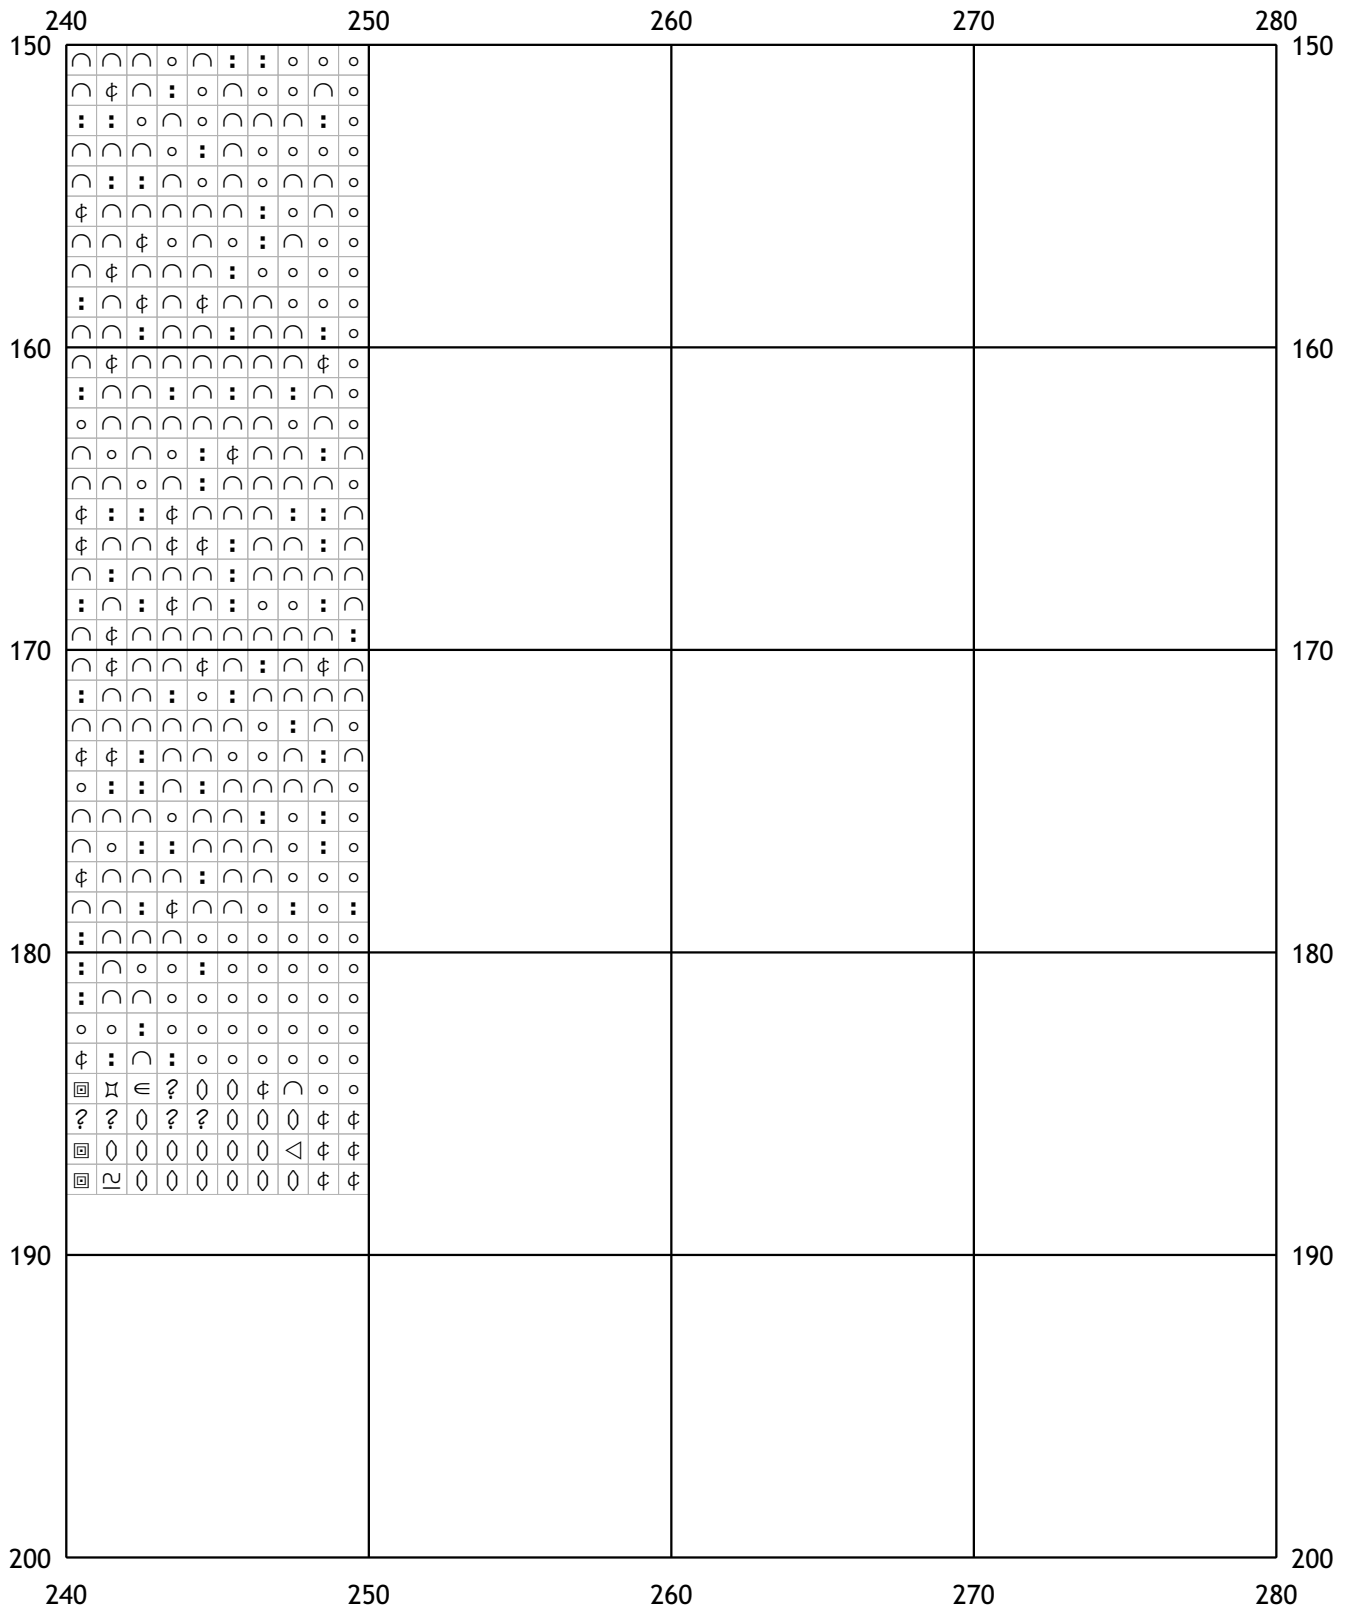 240 250 260 270 280
150 ∩ ∩ ∩ ∘ ∩ : : ∘ ∘ ∘ 150
∩ ¢ ∩ : ∘ ∩ ∘ ∘ ∩ ∘
: : ∘ ∩ ∘ ∩ ∩ ∩ : ∘
∩ ∩ ∩ ∘ : ∩ ∘ ∘ ∘ ∘
∩ : : ∩ ∘ ∩ ∘ ∩ ∩ ∘
¢ ∩ ∩ ∩ ∩ ∩ : ∘ ∩ ∘
∩ ∩ ¢ ∘ ∩ ∘ : ∩ ∘ ∘
∩ ¢ ∩ ∩ ∩ : ∘ ∘ ∘ ∘
: ∩ ¢ ∩ ¢ ∩ ∩ ∘ ∘ ∘
∩ ∩ : ∩ ∩ : ∩ ∩ : ∘
160 ∩ ¢ ∩ ∩ ∩ ∩ ∩ ∩ ¢ ∘ 160
: ∩ ∩ : ∩ : ∩ : ∩ ∘
∘ ∩ ∩ ∩ ∩ ∩ ∩ ∘ ∩ ∘
∩ ∘ ∩ ∘ : ¢ ∩ ∩ : ∩
∩ ∩ ∘ ∩ : ∩ ∩ ∩ ∩ ∘
¢ : : ¢ ∩ ∩ ∩ : : ∩
¢ ∩ ∩ ¢ ¢ : ∩ ∩ : ∩
∩ : ∩ ∩ ∩ : ∩ ∩ ∩ ∩
: ∩ : ¢ ∩ : ∘ ∘ : ∩
∩ ¢ ∩ ∩ ∩ ∩ ∩ ∩ ∩ :
170 ∩ ¢ ∩ ∩ ¢ ∩ : ∩ ¢ ∩ 170
: ∩ ∩ : ∘ : ∩ ∩ ∩ ∩
∩ ∩ ∩ ∩ ∩ ∩ ∘ : ∩ ∘
¢ ¢ : ∩ ∩ ∘ ∘ ∩ : ∩
∘ : : ∩ : ∩ ∩ ∩ ∩ ∘
∩ ∩ ∩ ∘ ∩ ∩ : ∘ : ∘
∩ ∘ : : ∩ ∩ ∩ ∘ : ∘
¢ ∩ ∩ ∩ : ∩ ∩ ∘ ∘ ∘
∩ ∩ : ¢ ∩ ∩ ∘ : ∘ :
: ∩ ∩ ∩ ∘ ∘ ∘ ∘ ∘ ∘
180 : ∩ ∘ ∘ : ∘ ∘ ∘ ∘ ∘ 180
: ∩ ∩ ∘ ∘ ∘ ∘ ∘ ∘ ∘
∘ ∘ : ∘ ∘ ∘ ∘ ∘ ∘ ∘
¢ : ∩ : ∘ ∘ ∘ ∘ ∘ ∘
▣ ⌑ ∈ ? ⬯ ⬯ ¢ ∩ ∘ ∘
? ? ⬯ ? ? ⬯ ⬯ ⬯ ¢ ¢
▣ ⬯ ⬯ ⬯ ⬯ ⬯ ⬯ ◁ ¢ ¢
▣ ≃ ⬯ ⬯ ⬯ ⬯ ⬯ ⬯ ¢ ¢
190 190
200 200
240 250 260 270 280